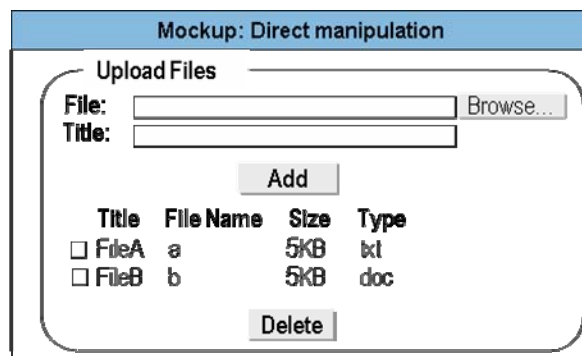 Mockup: Direct manipulation
Upload Files
File: Browse...
Title:
Add
Title File Name Size Type
FileA a 5KB txt
FileB b 5KB doc
Delete